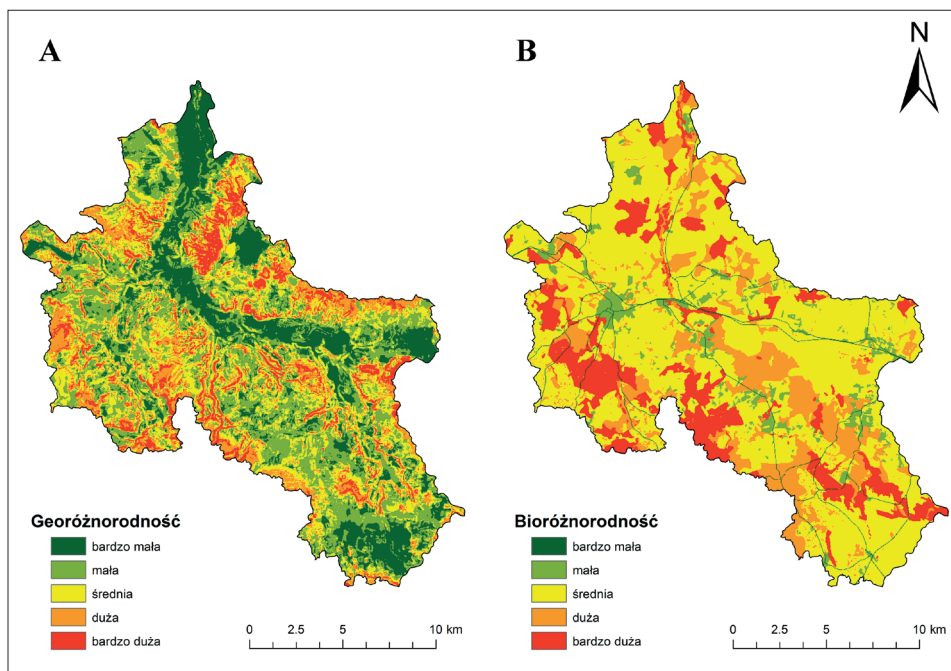 A
B
N
Georóżnorodność
bardzo mała
mała
średnia
duża
bardzo duża
0 2.5 5 10 km
Bioróżnorodność
bardzo mała
mała
średnia
duża
bardzo duża
0 2.5 5 10 km